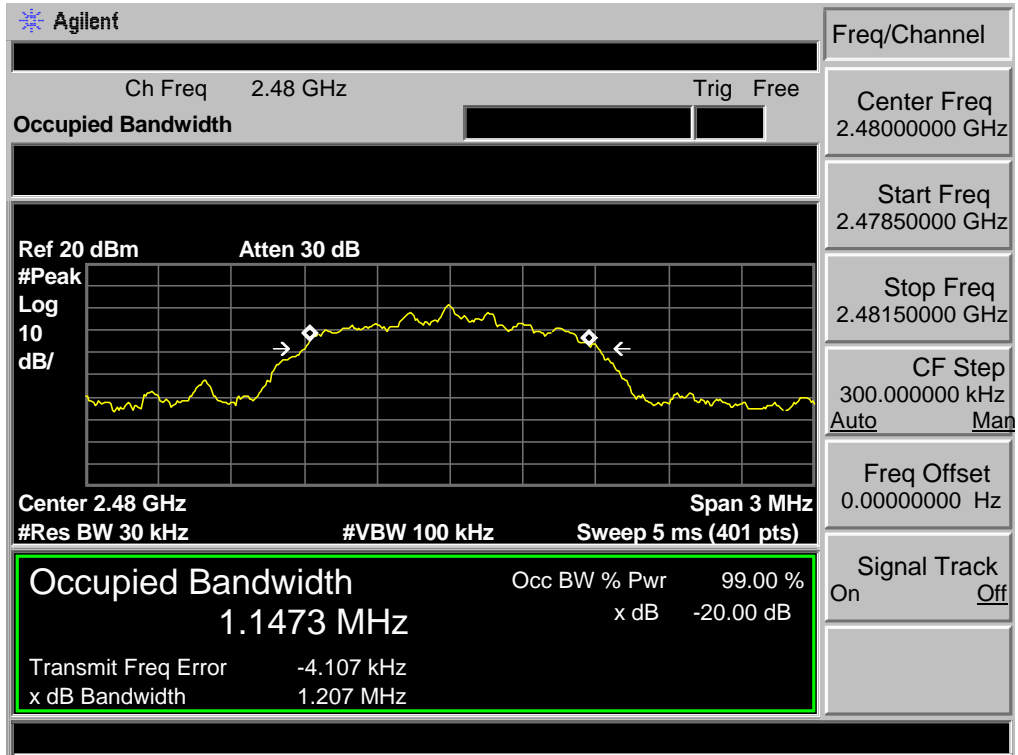 Agilent
Freq/Channel
Ch Freq 2.48 GHz Trig Free
Occupied Bandwidth
Center Freq
2.48000000 GHz
Start Freq
2.47850000 GHz
Ref 20 dBm Atten 30 dB
#Peak
Log
10
dB/
Stop Freq
2.48150000 GHz
CF Step
300.000000 kHz
Auto Man
Freq Offset
0.00000000 Hz
Center 2.48 GHz Span 3 MHz
#Res BW 30 kHz #VBW 100 kHz Sweep 5 ms (401 pts)
Occupied Bandwidth
1.1473 MHz
Occ BW % Pwr 99.00 %
x dB -20.00 dB
Transmit Freq Error -4.107 kHz
x dB Bandwidth 1.207 MHz
Signal Track
On Off